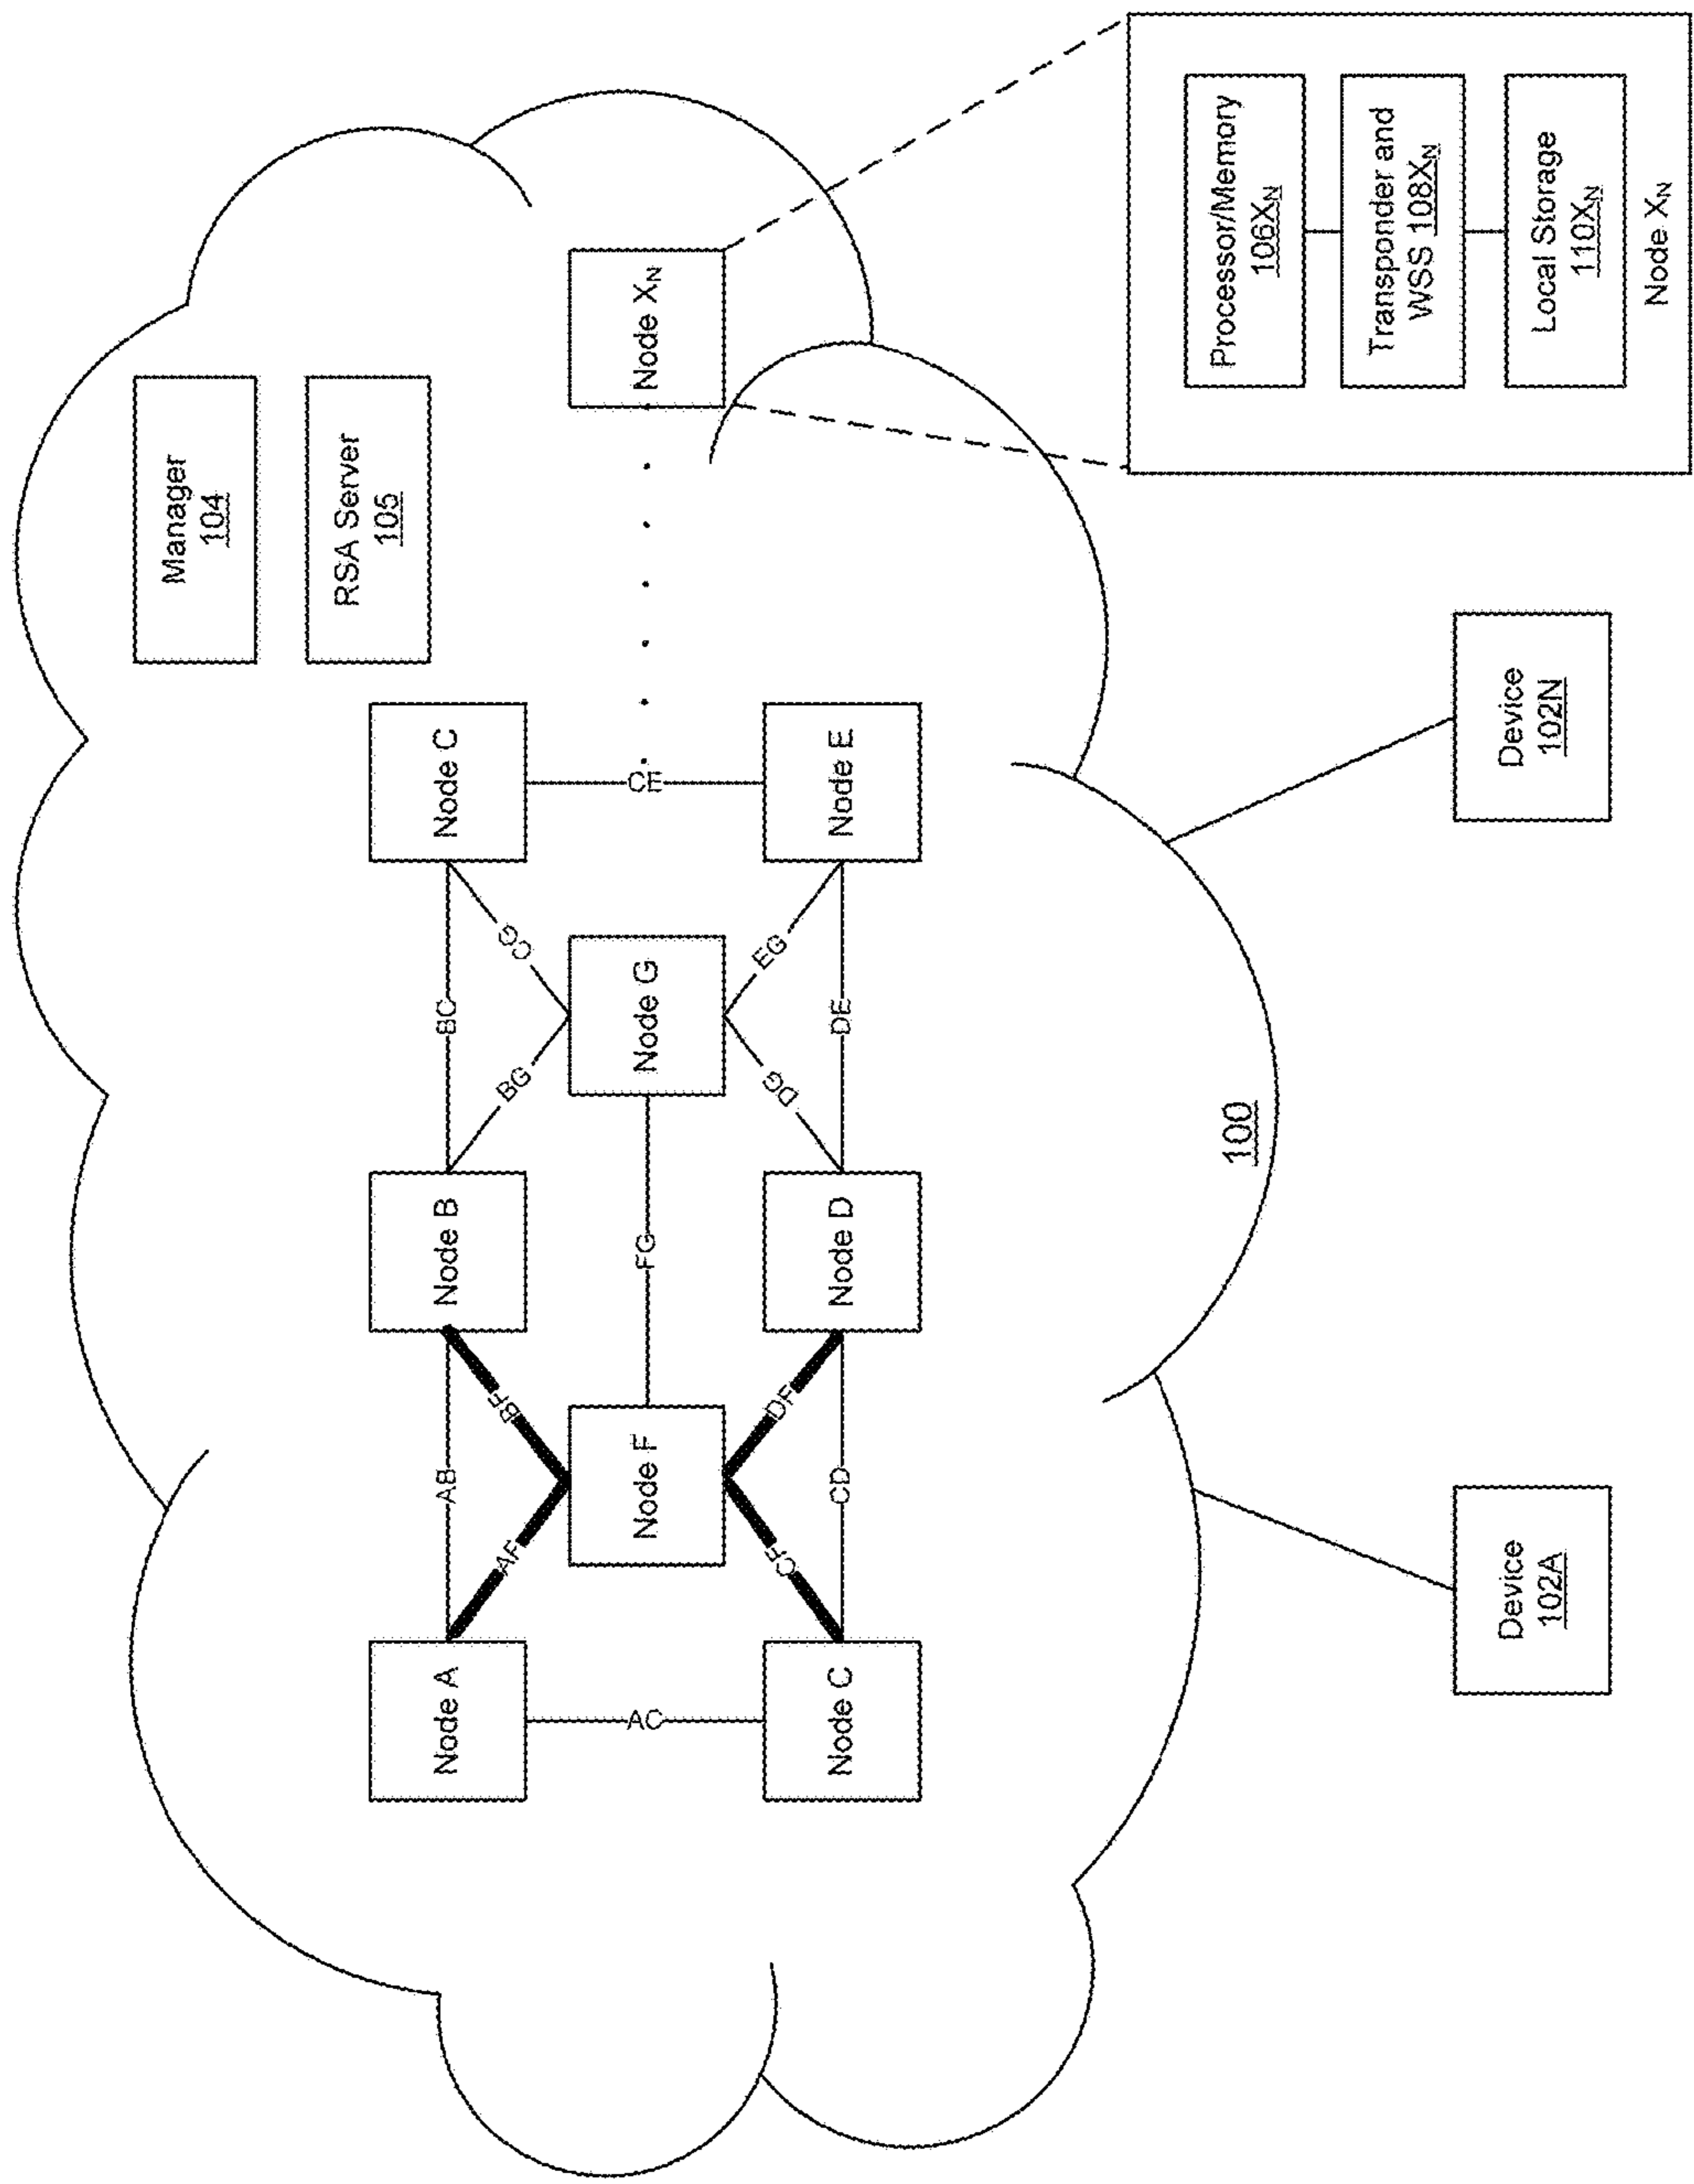 Manager
104
RSA Server
105
Node A
AB
Node B
BC
Node C
AF
BF
BG
CG
AC
Node F
FG
Node G
CE
Node X_N
CF
DF
DG
EG
Node C
CD
Node D
DE
Node E
100
Processor/Memory
106X_N
Transponder and
WSS 108X_N
Local Storage
110X_N
Node X_N
Device
102A
Device
102N